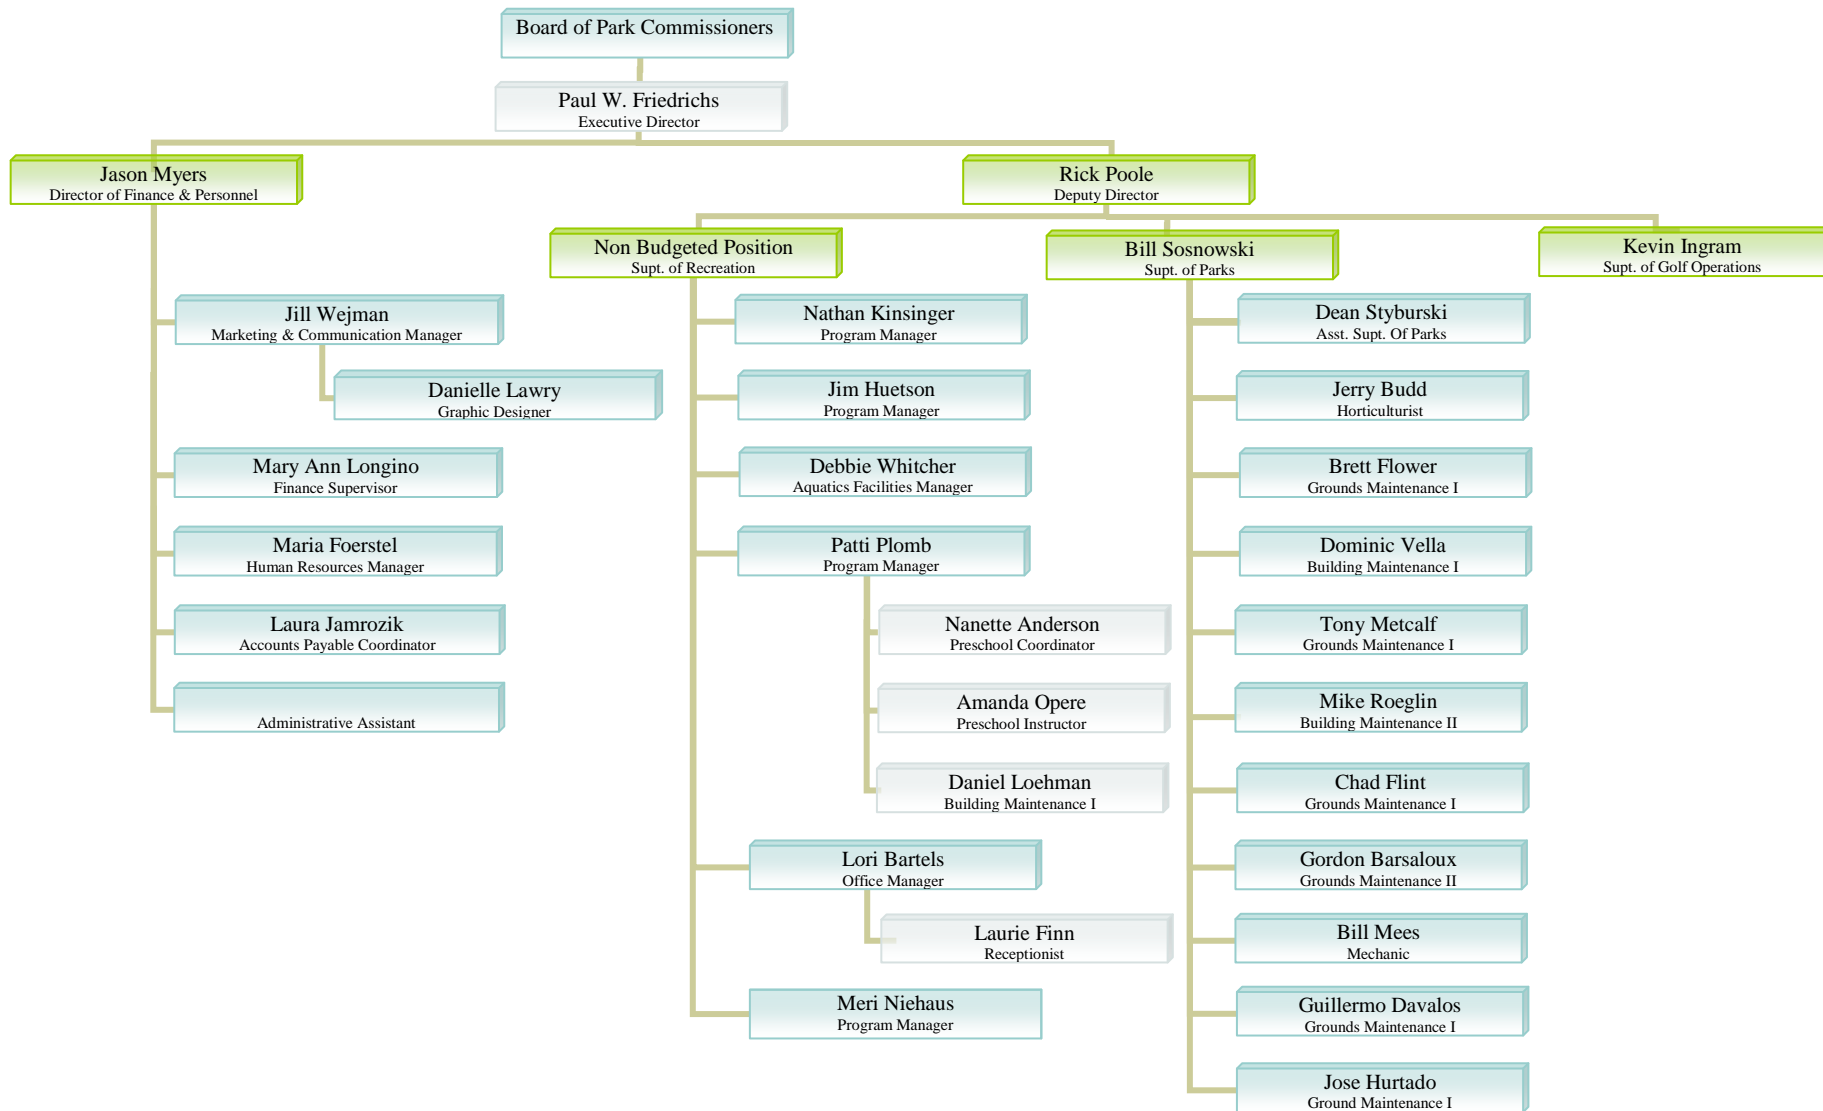 Board of Park Commissioners
Paul W. Friedrichs
Executive Director
Jason Myers
Director of Finance & Personnel
Rick Poole
Deputy Director
Non Budgeted Position
Supt. of Recreation
Bill Sosnowski
Supt. of Parks
Kevin Ingram
Supt. of Golf Operations
Jill Wejman
Marketing & Communication Manager
Danielle Lawry
Graphic Designer
Mary Ann Longino
Finance Supervisor
Maria Foerstel
Human Resources Manager
Laura Jamrozik
Accounts Payable Coordinator
Administrative Assistant
Nathan Kinsinger
Program Manager
Jim Huetson
Program Manager
Debbie Whitcher
Aquatics Facilities Manager
Patti Plomb
Program Manager
Nanette Anderson
Preschool Coordinator
Amanda Opere
Preschool Instructor
Daniel Loehman
Building Maintenance I
Lori Bartels
Office Manager
Laurie Finn
Receptionist
Meri Niehaus
Program Manager
Dean Styburski
Asst. Supt. Of Parks
Jerry Budd
Horticulturist
Brett Flower
Grounds Maintenance I
Dominic Vella
Building Maintenance I
Tony Metcalf
Grounds Maintenance I
Mike Roeglin
Building Maintenance II
Chad Flint
Grounds Maintenance I
Gordon Barsaloux
Grounds Maintenance II
Bill Mees
Mechanic
Guillermo Davalos
Grounds Maintenance I
Jose Hurtado
Ground Maintenance I